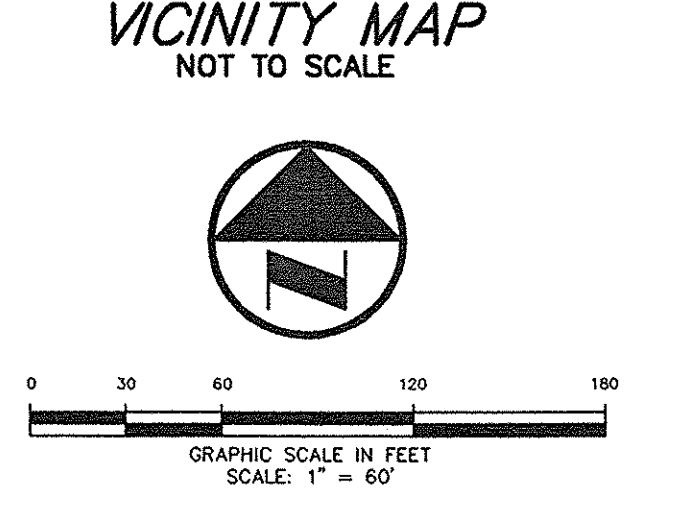 VICINITY MAP
NOT TO SCALE
N
0 30 60 120 180
GRAPHIC SCALE IN FEET
SCALE: 1" = 60'